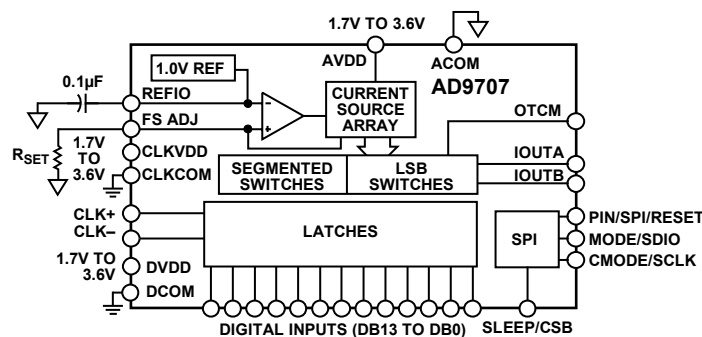 1.7V TO 3.6V
AVDD
ACOM
AD9707
1.0V REF
0.1µF
REFIO
CURRENT
SOURCE
ARRAY
OTCM
FS ADJ
RSET
1.7V
TO
3.6V
CLKVDD
CLKCOM
SEGMENTED
SWITCHES
LSB
SWITCHES
IOUTA
IOUTB
CLK+
CLK–
LATCHES
SPI
PIN/SPI/RESET
MODE/SDIO
CMODE/SCLK
1.7V TO
3.6V
DVDD
DCOM
DIGITAL INPUTS (DB13 TO DB0)
SLEEP/CSB
–
+